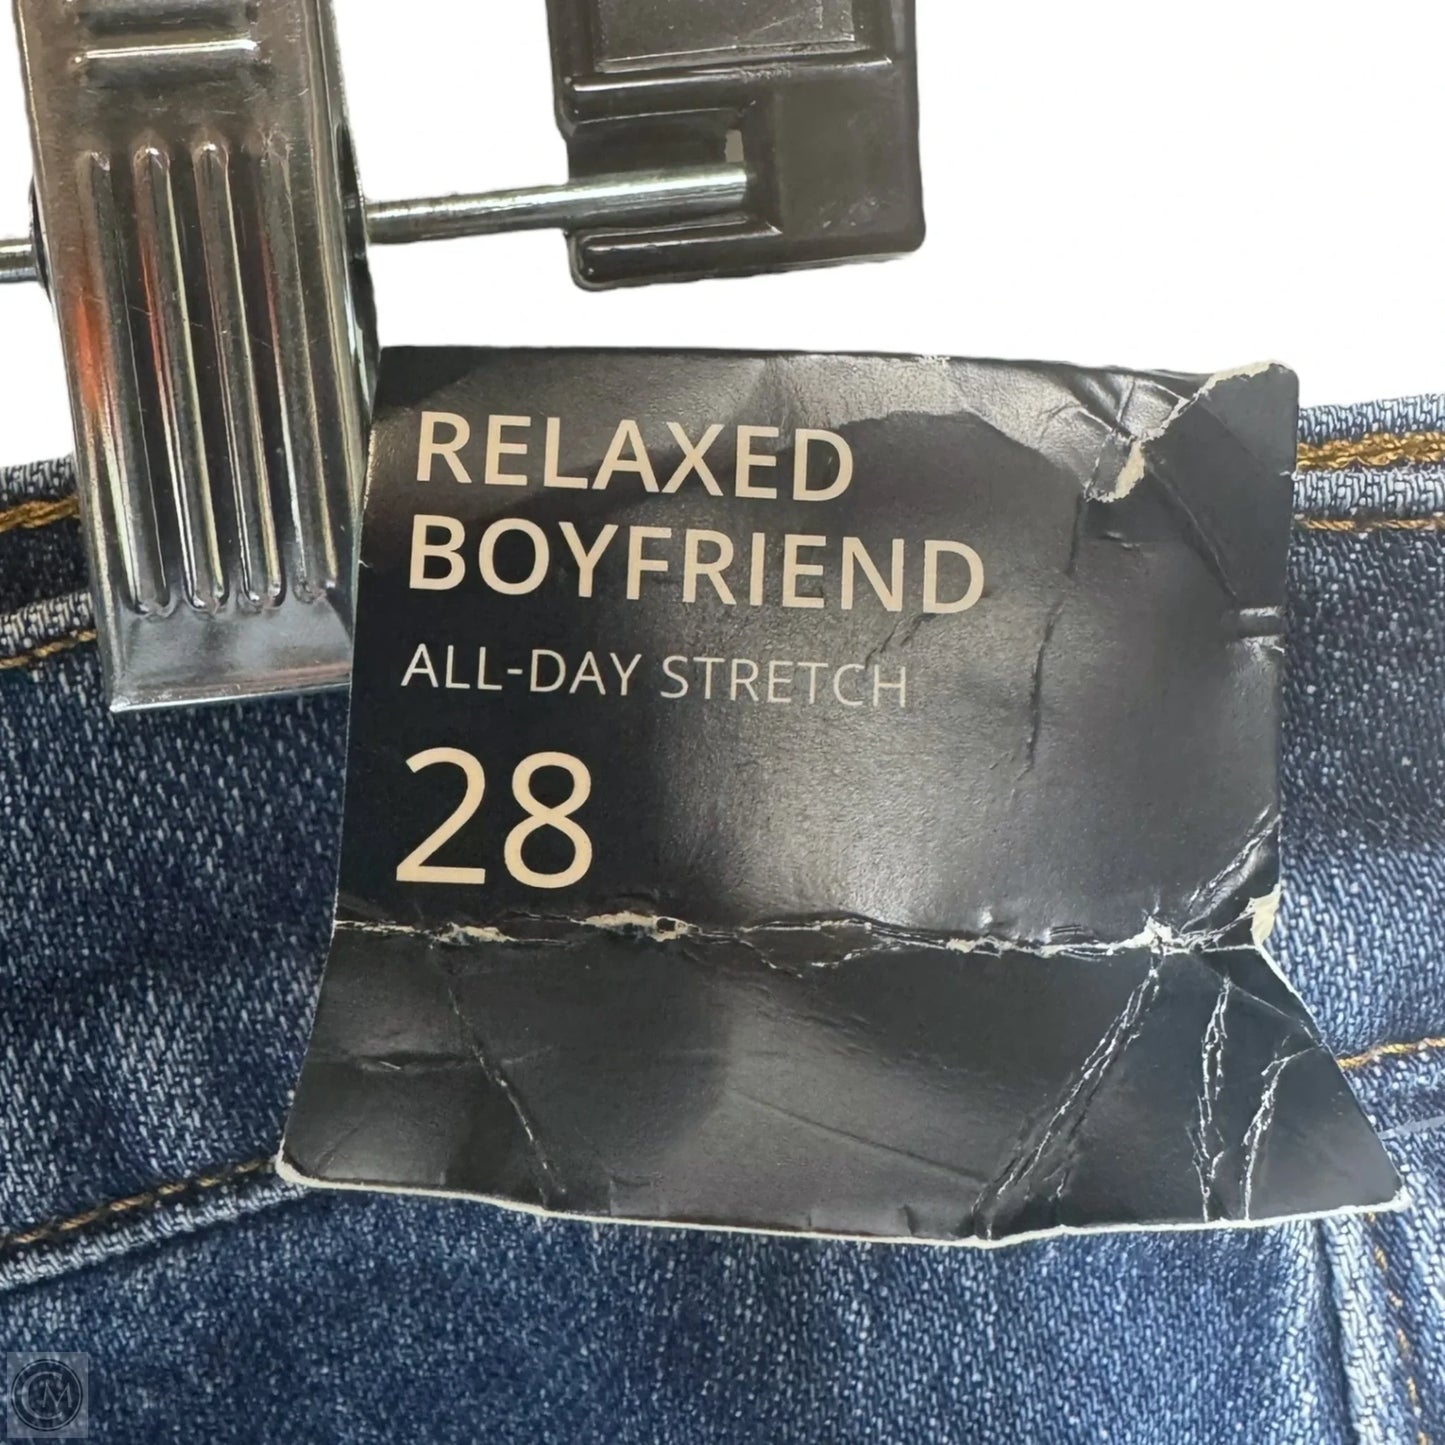 RELAXED
BOYFRIEND
ALL-DAY STRETCH
28